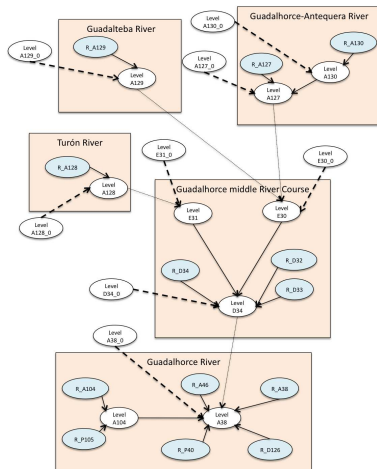 Guadalteba River
Guadalhorce-Antequera River
Level
A130_0
Level
A129_0
R_A129
R_A130
Level
A127_0
R_A127
Level
A129
Level
A130
Level
A127
Turón River
Level
E31_0
Level
E30_0
R_A128
Level
A128
Guadalhorce middle River Course
Level
A128_0
Level
E31
Level
E30
R_D34
R_D32
Level
D34_0
R_D33
Level
D34
Level
A38_0
Guadalhorce River
R_A104
R_A46
R_A38
Level
A104
Level
A38
R_P105
R_P40
R_D126